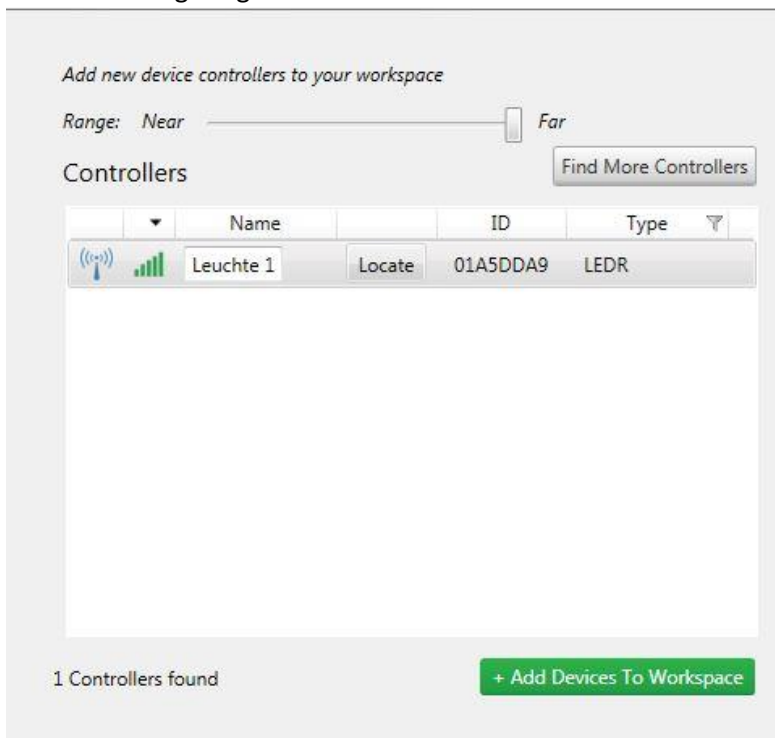 Add new device controllers to your workspace
Range: Near Far
Controllers
Find More Controllers
Name ID Type
Leuchte 1 Locate 01A5DDA9 LEDR
1 Controllers found
+ Add Devices To Workspace